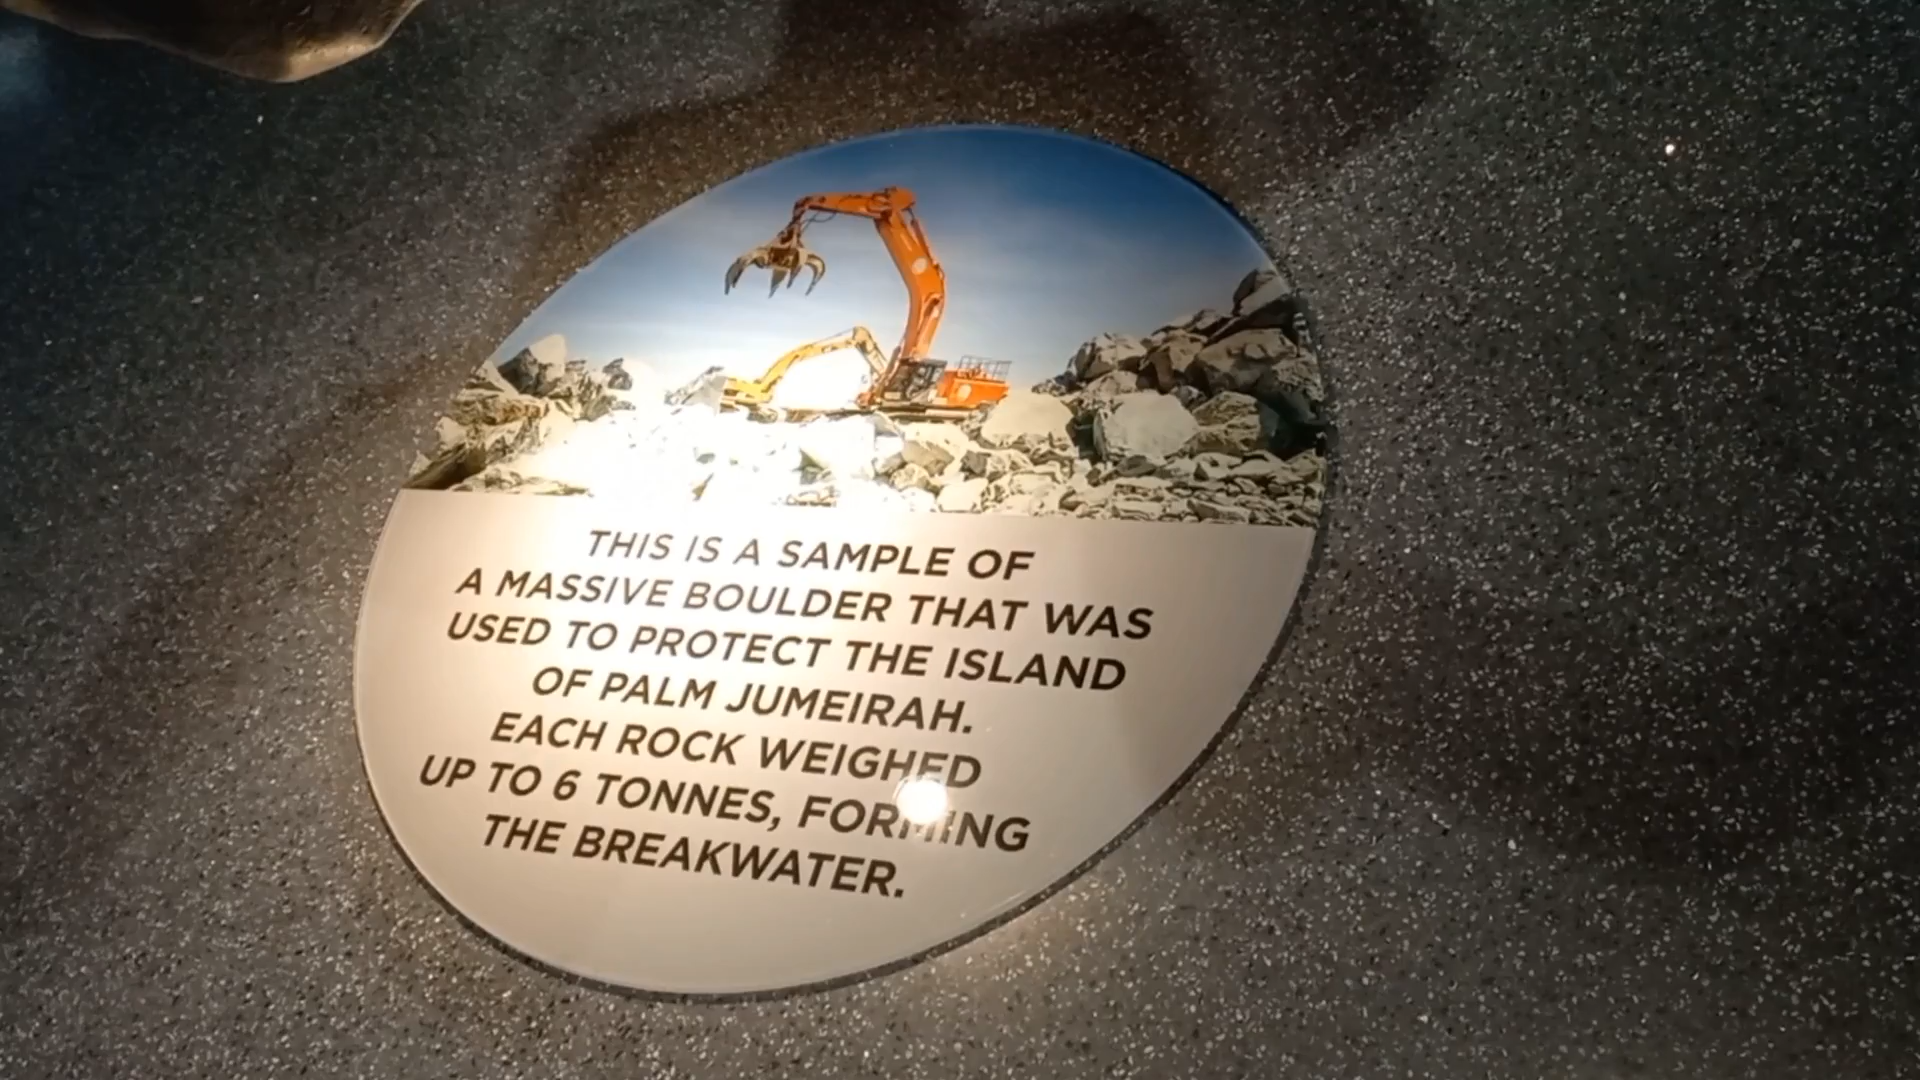 THIS IS A SAMPLE OF
A MASSIVE BOULDER THAT WAS
USED TO PROTECT THE ISLAND
OF PALM JUMEIRAH.
EACH ROCK WEIGHED
UP TO 6 TONNES, FORMING
THE BREAKWATER.